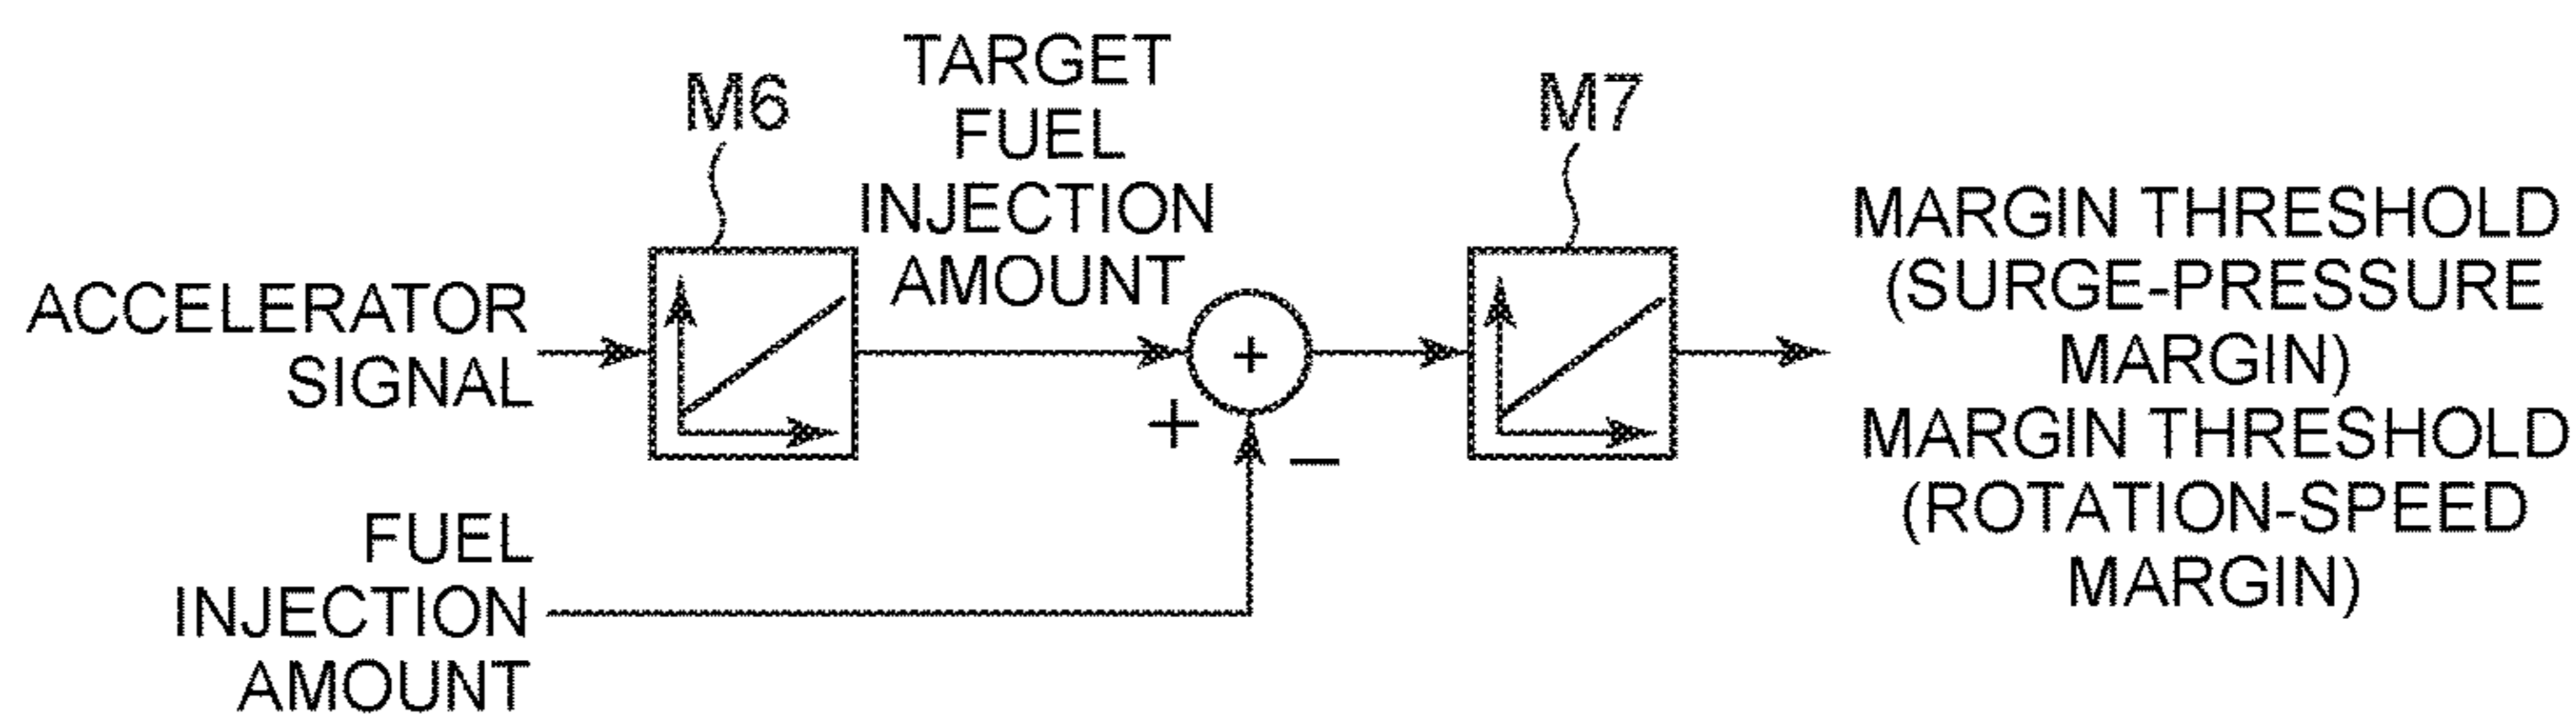 M6
TARGET
FUEL
INJECTION
AMOUNT
M7
ACCELERATOR
SIGNAL
+
+
−
FUEL
INJECTION
AMOUNT
MARGIN THRESHOLD
(SURGE-PRESSURE
MARGIN)
MARGIN THRESHOLD
(ROTATION-SPEED
MARGIN)